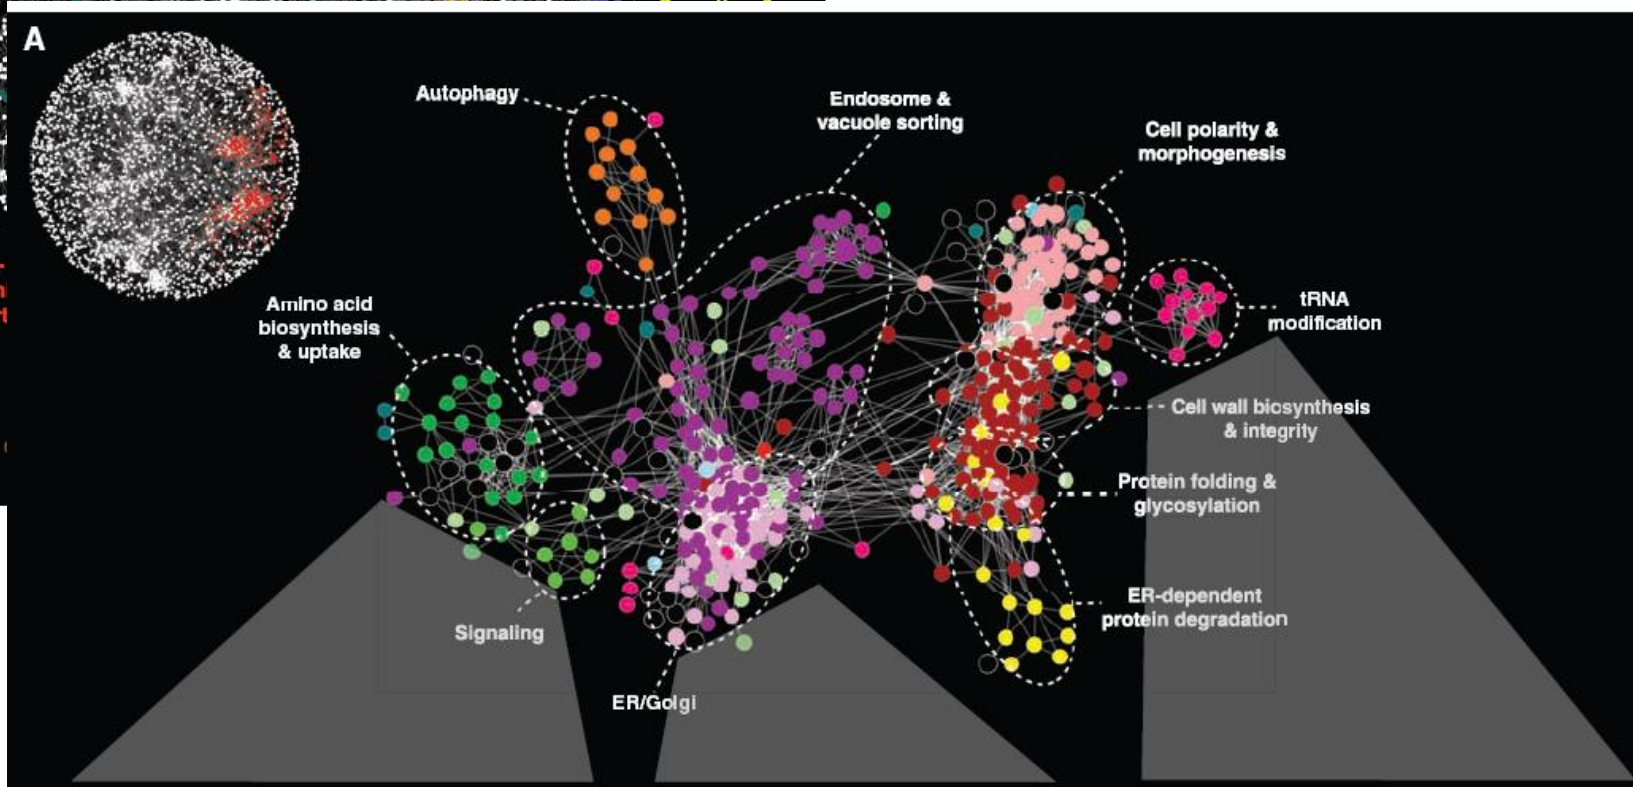 A
Autophagy
Endosome &
vacuole sorting
Cell polarity &
morphogenesis
Amino acid
biosynthesis
& uptake
tRNA
modification
Cell wall biosynthesis
& integrity
Protein folding &
glycosylation
ER-dependent
protein degradation
Signaling
ER/Golgi